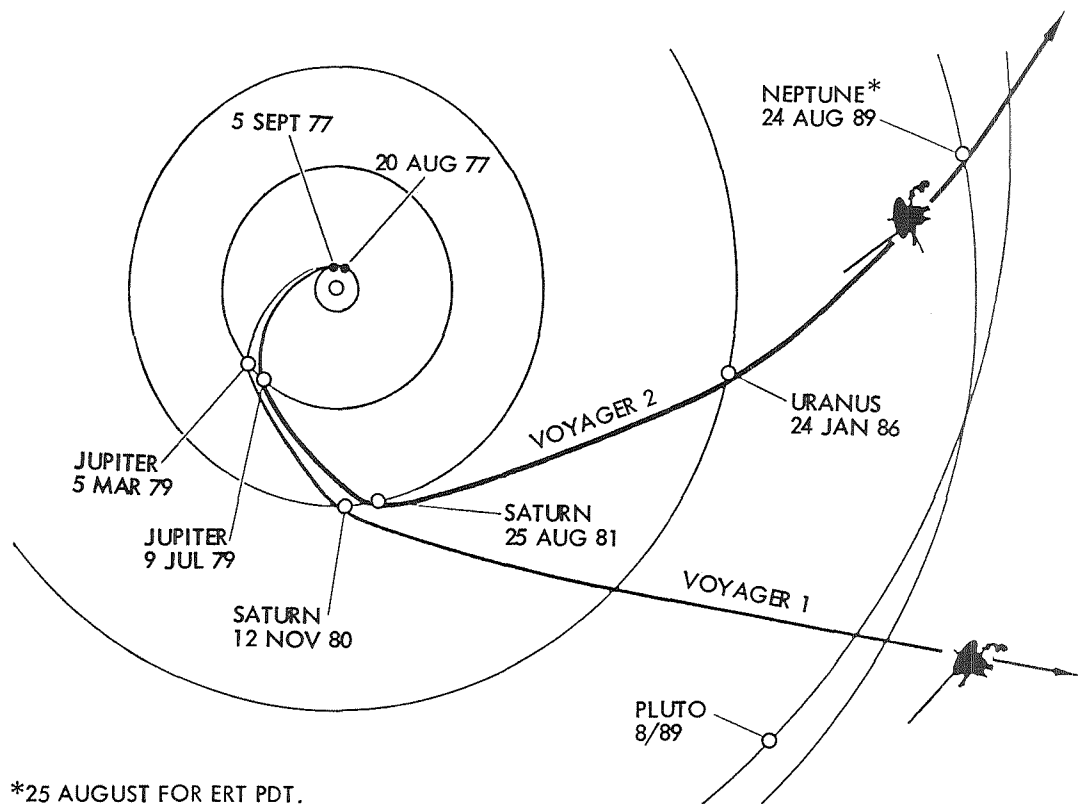 5 SEPT 77
20 AUG 77
NEPTUNE*
24 AUG 89
JUPITER
5 MAR 79
JUPITER
9 JUL 79
SATURN
12 NOV 80
SATURN
25 AUG 81
VOYAGER 2
URANUS
24 JAN 86
VOYAGER 1
PLUTO
8/89
*25 AUGUST FOR ERT PDT.